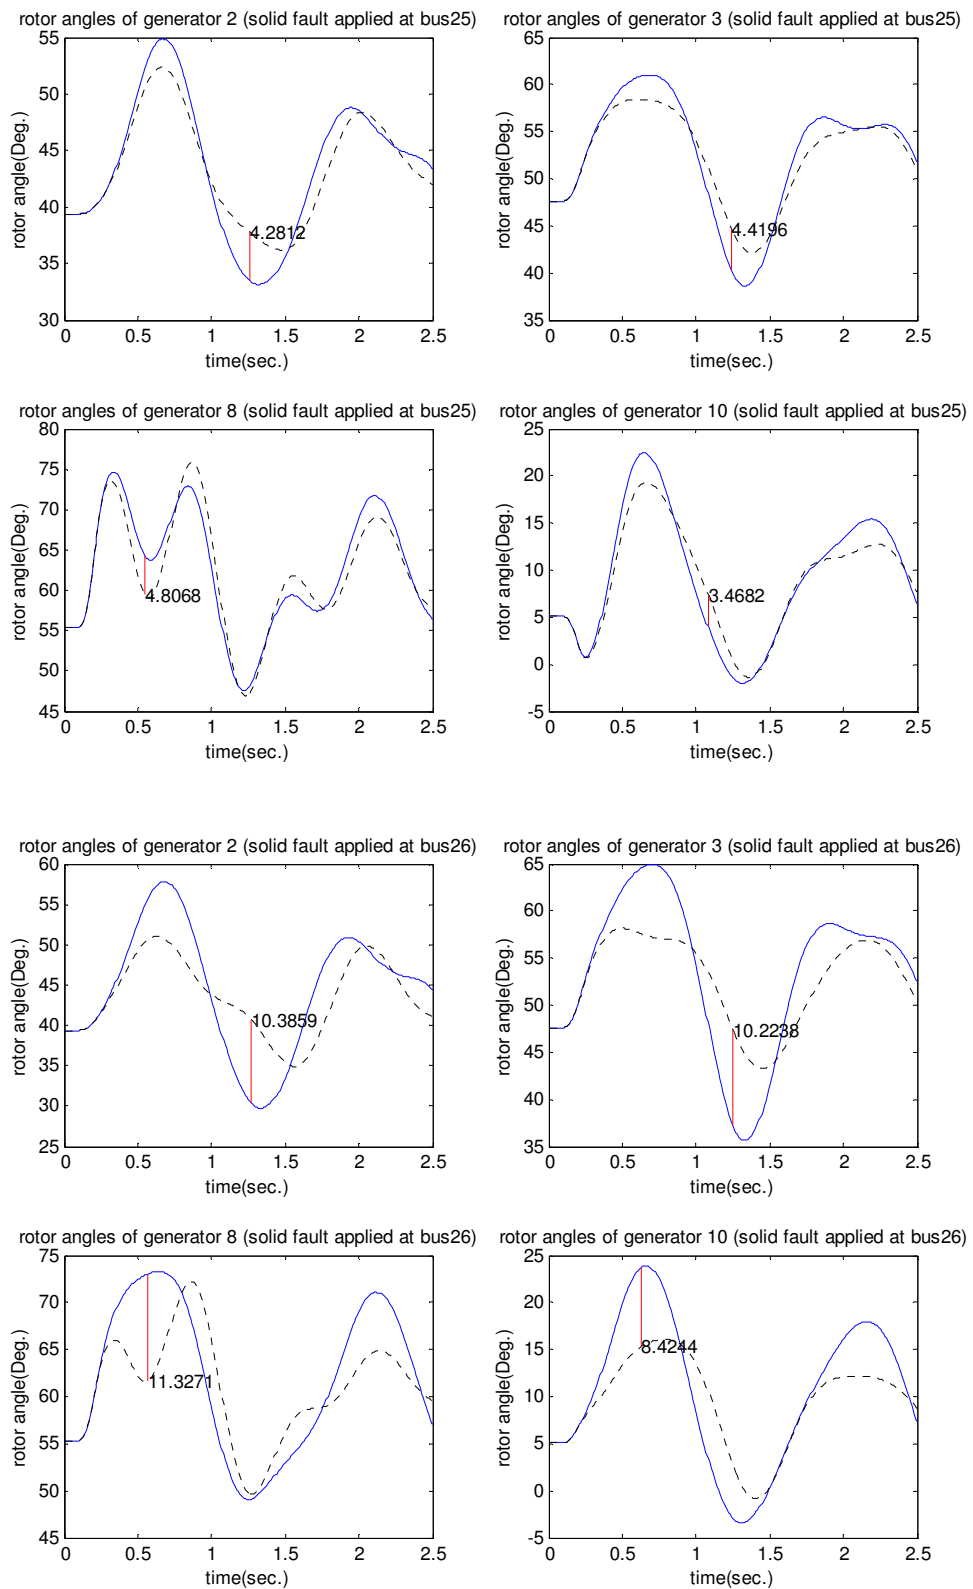 rotor angles of generator 2 (solid fault applied at bus25)
rotor angle(Deg.)
55
50
45
40
35
30
4.2812
0 0.5 1 1.5 2 2.5
time(sec.)
rotor angles of generator 3 (solid fault applied at bus25)
rotor angle(Deg.)
65
60
55
50
45
40
35
4.4196
0 0.5 1 1.5 2 2.5
time(sec.)
rotor angles of generator 8 (solid fault applied at bus25)
rotor angle(Deg.)
80
75
70
65
60
55
50
45
4.8068
0 0.5 1 1.5 2 2.5
time(sec.)
rotor angles of generator 10 (solid fault applied at bus25)
rotor angle(Deg.)
25
20
15
10
5
0
-5
3.4682
0 0.5 1 1.5 2 2.5
time(sec.)
rotor angles of generator 2 (solid fault applied at bus26)
rotor angle(Deg.)
60
55
50
45
40
35
30
25
10.3859
0 0.5 1 1.5 2 2.5
time(sec.)
rotor angles of generator 3 (solid fault applied at bus26)
rotor angle(Deg.)
65
60
55
50
45
40
35
10.2238
0 0.5 1 1.5 2 2.5
time(sec.)
rotor angles of generator 8 (solid fault applied at bus26)
rotor angle(Deg.)
75
70
65
60
55
50
45
11.3271
0 0.5 1 1.5 2 2.5
time(sec.)
rotor angles of generator 10 (solid fault applied at bus26)
rotor angle(Deg.)
25
20
15
10
5
0
-5
8.4244
0 0.5 1 1.5 2 2.5
time(sec.)